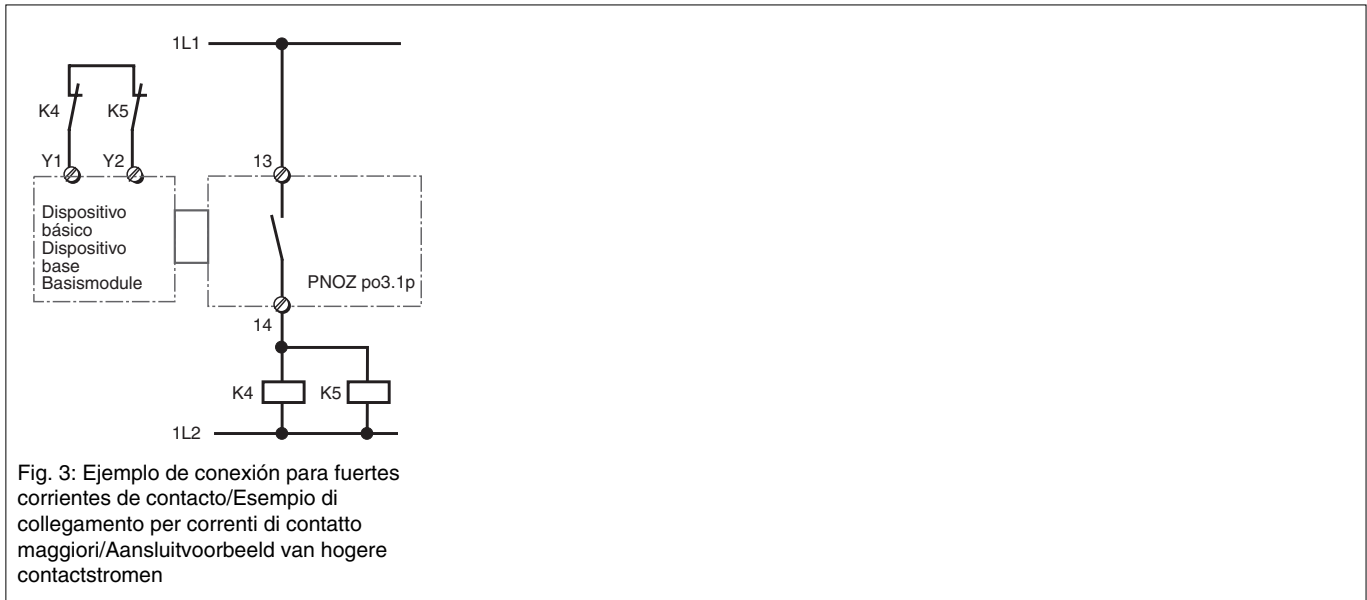 1L1
K4
K5
Y1
Y2
13
Dispositivo
básico
Dispositivo
base
Basismodule
PNOZ po3.1p
14
K4
K5
1L2
Fig. 3: Ejemplo de conexión para fuertes
corrientes de contacto/Esempio di
collegamento per correnti di contatto
maggiori/Aansluitvoorbeeld van hogere
contactstromen